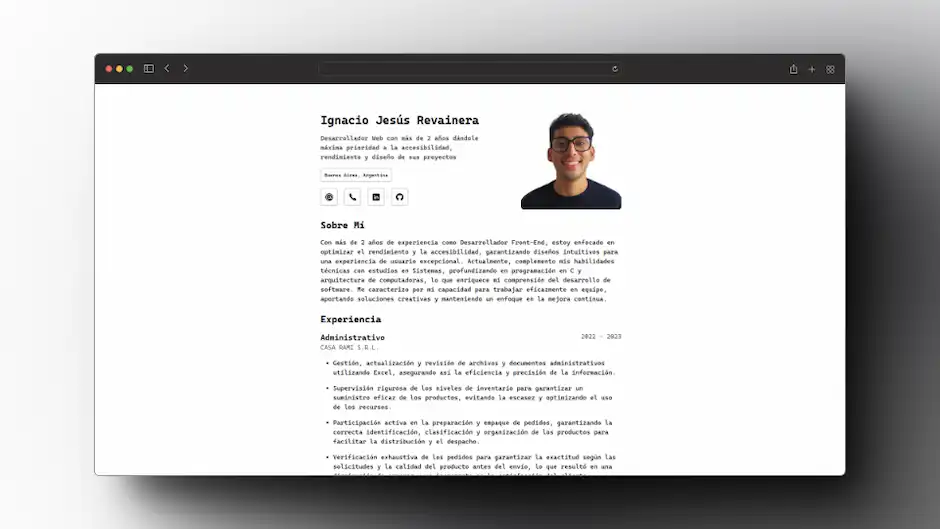 Ignacio Jesús Revainera
Desarrollador Web con más de 2 años dándole
máxima prioridad a la accesibilidad,
rendimiento y diseño de sus proyectos
Buenos Aires, Argentina
Sobre Mí
Con más de 2 años de experiencia como Desarrollador Front-End, estoy enfocado en
optimizar el rendimiento y la accesibilidad, garantizando diseños intuitivos para
una experiencia de usuario excepcional. Actualmente, complemento mis habilidades
técnicas con estudios en Sistemas, profundizando en programación en C y
arquitectura de computadoras, lo que enriquece mi comprensión del desarrollo de
software. Me caracterizo por mi capacidad para trabajar eficazmente en equipo,
aportando soluciones creativas y manteniendo un enfoque en la mejora continua.
Experiencia
Administrativo
2022 - 2023
CASA RAMI S.R.L.
• Gestión, actualización y revisión de archivos y documentos administrativos
utilizando Excel, asegurando así la eficiencia y precisión de la información.
• Supervisión rigurosa de los niveles de inventario para garantizar un
suministro eficaz de los productos, evitando la escasez y optimizando el uso
de los recursos.
• Participación activa en la preparación y empaque de pedidos, garantizando la
correcta identificación, clasificación y organización de los productos para
facilitar la distribución y el despacho.
• Verificación exhaustiva de los pedidos para garantizar la exactitud según las
solicitudes y la calidad del producto antes del envío, lo que resultó en una